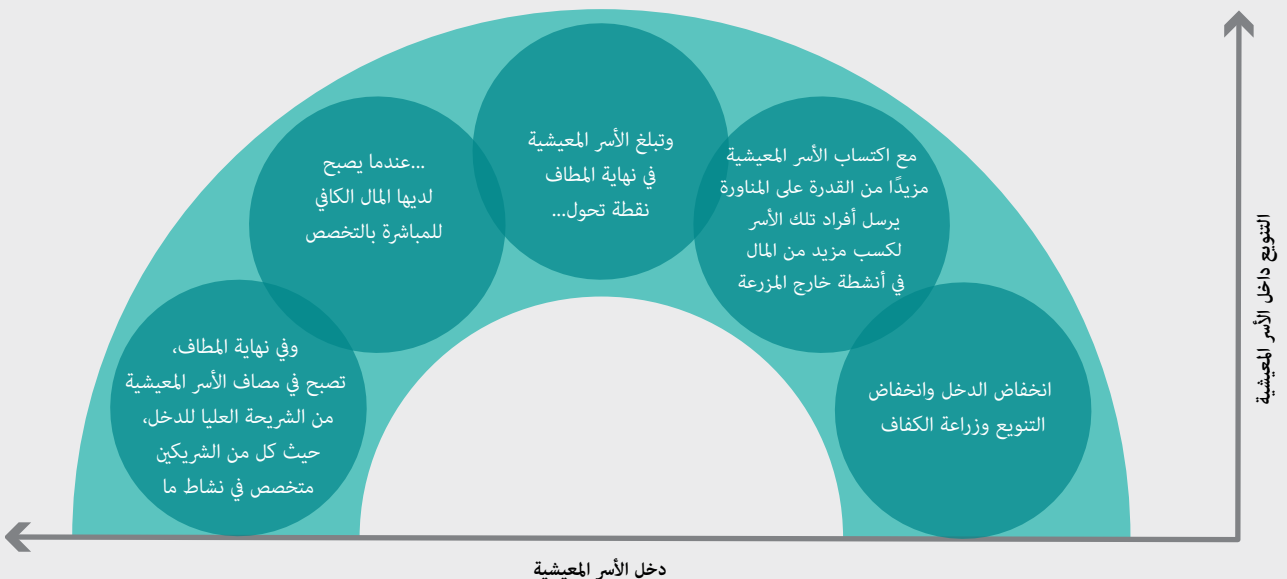 انخفاض الدخل وانخفاض
التنويع وزراعة الكفاف
مع اكتساب الأسر المعيشية
مزيدًا من القدرة على المناورة
يرسل أفراد تلك الأسر
لكسب مزيد من المال
في أنشطة خارج المزرعة
وتبلغ الأسر المعيشية
في نهاية المطاف
نقطة تحول...
...عندما يصبح
لديها المال الكافي
للمباشرة بالتخصص
وفي نهاية المطاف،
تصبح في مصاف الأسر المعيشية
من الشريحة العليا للدخل،
حيث كل من الشريكين
متخصص في نشاط ما
التنويع داخل الأسر المعيشية
دخل الأسر المعيشية